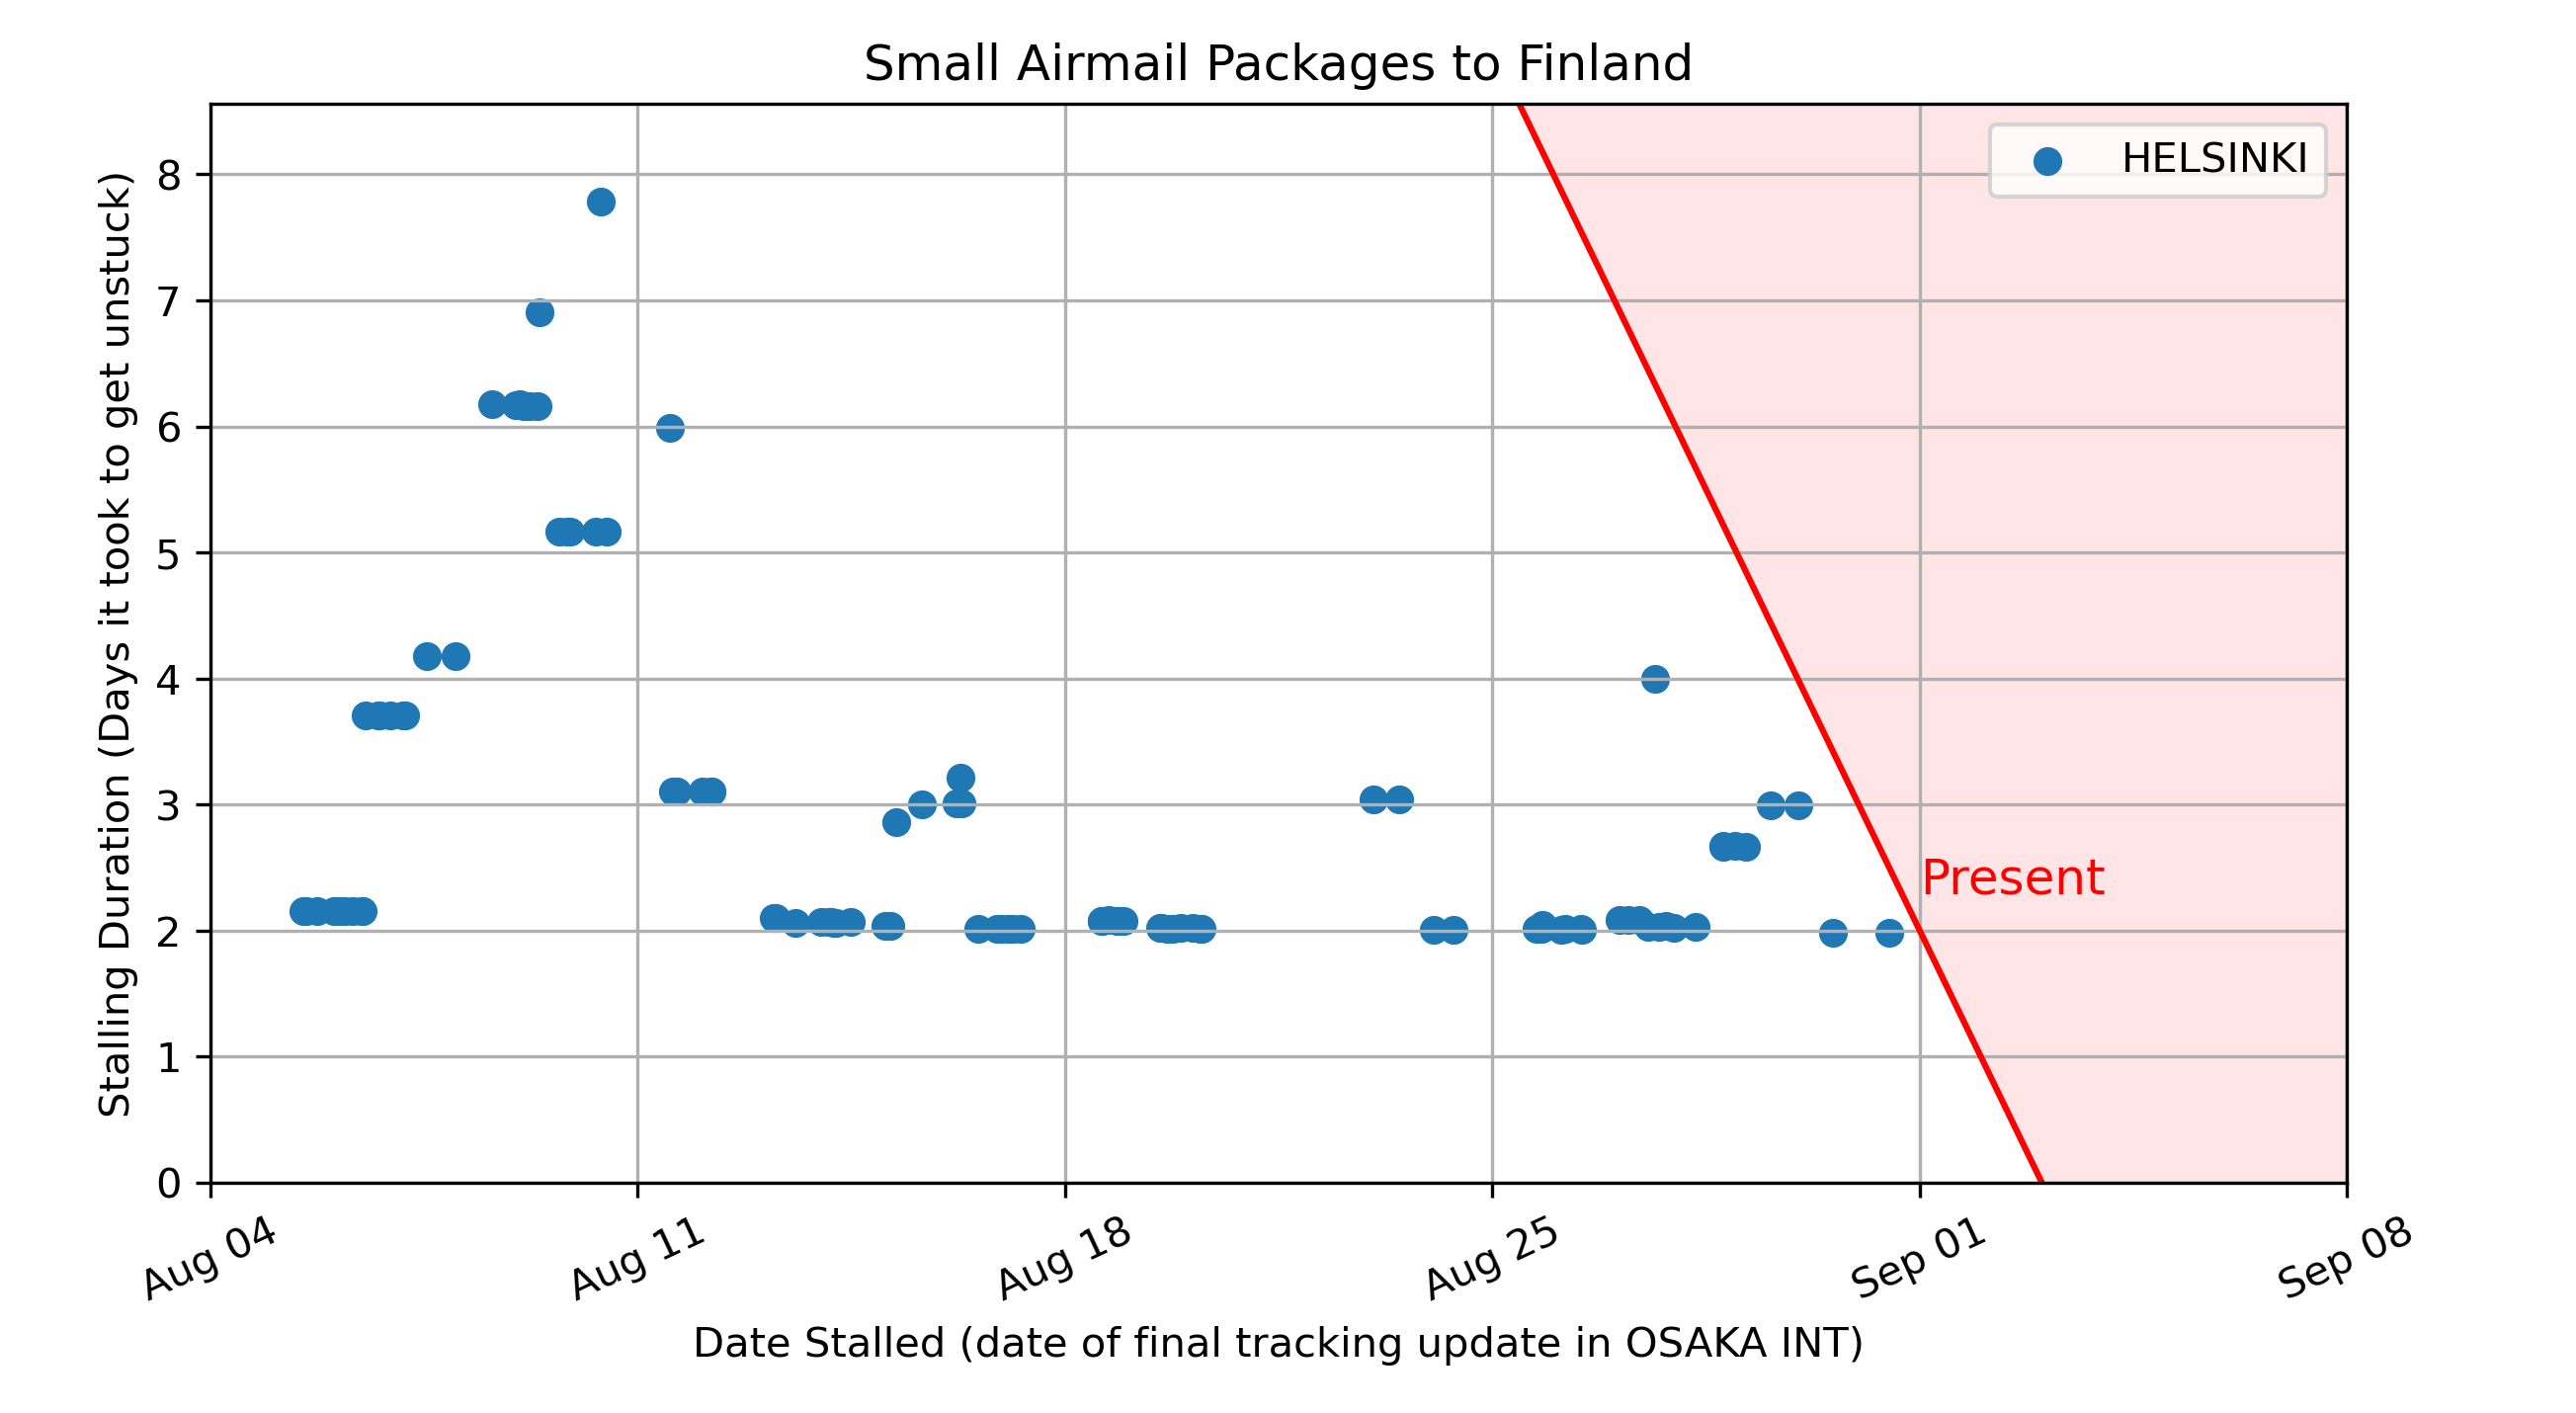 Small Airmail Packages to Finland
Stalling Duration (Days it took to get unstuck)
8
7
6
5
4
3
2
1
0
HELSINKI
Present
Aug 04
Aug 11
Aug 18
Aug 25
Sep 01
Sep 08
Date Stalled (date of final tracking update in OSAKA INT)